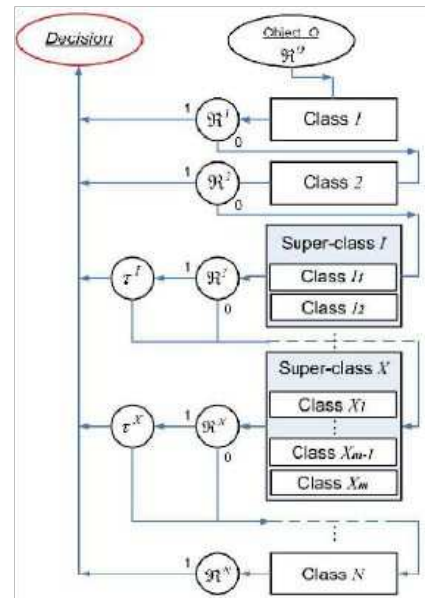 Decision
Object O
ℜ⁰
1
ℜ¹
Class 1
0
1
ℜ²
Class 2
0
Super-class I
τᴵ
1
ℜᴵ
Class I1
0
Class I2
Super-class X
Class X1
τˣ
1
ℜˣ
0
Class Xm-1
Class Xm
1
ℜᴺ
Class N